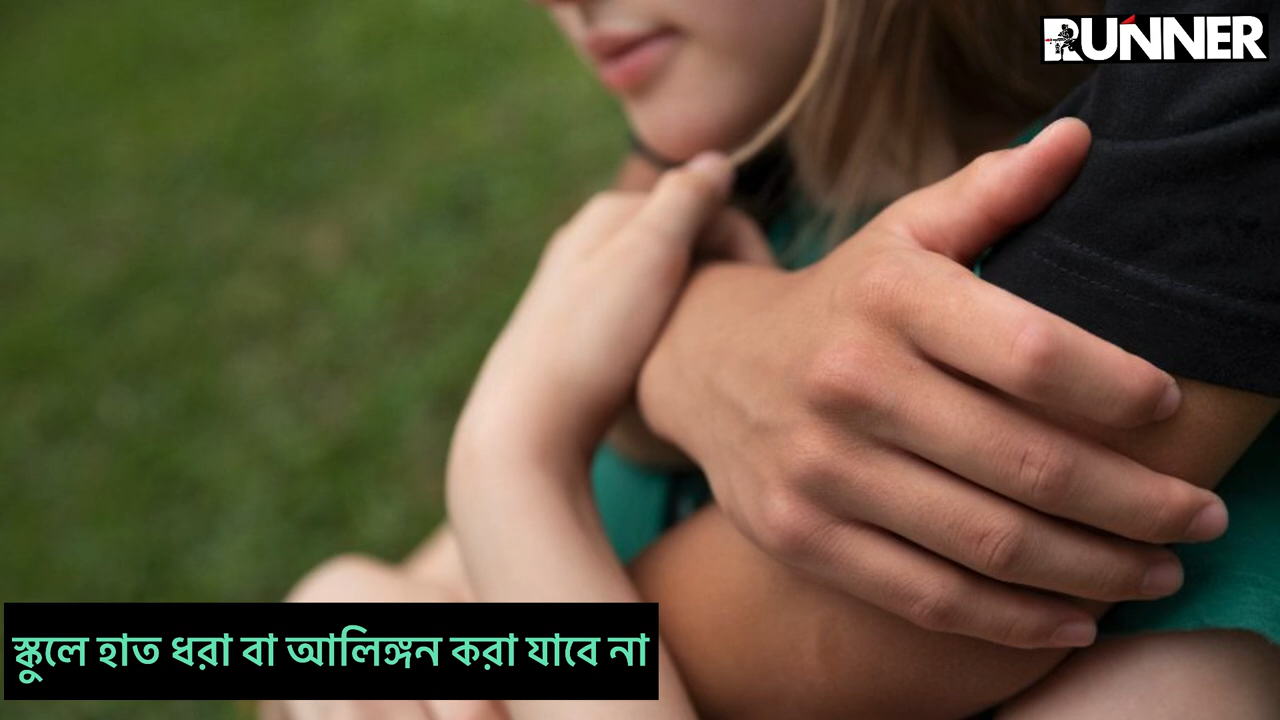 RUNNER
স্কুলে হাত ধরা বা আলিঙ্গন করা যাবে না